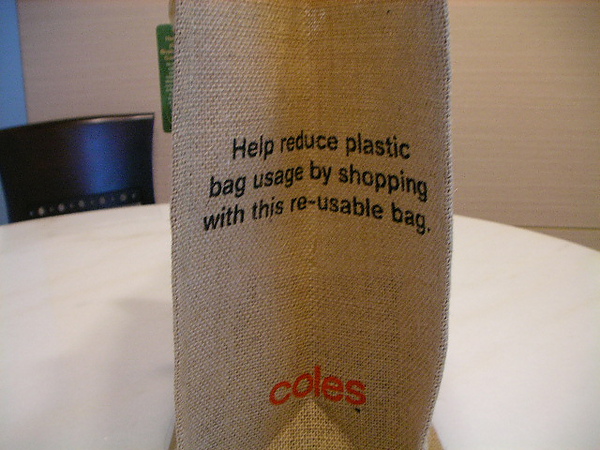 Help reduce plastic
bag usage by shopping
with this re-usable bag.
coles